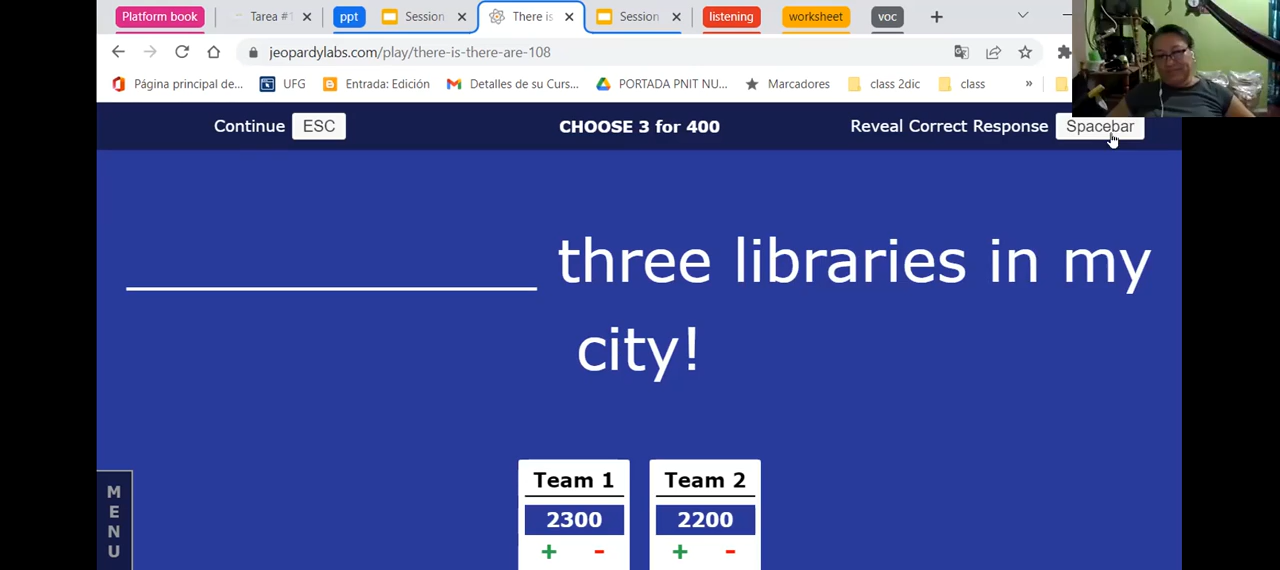 Platform book
Tarea #1
ppt
Session
There is
Session
listening
worksheet
voc
jeopardylabs.com/play/there-is-there-are-108
Página principal de...
UFG
Entrada: Edición
Detalles de su Curs...
PORTADA PNIT NU...
Marcadores
class 2dic
class
»
Continue ESC
CHOOSE 3 for 400
Reveal Correct Response Spacebar
_______________ three libraries in my
city!
MENU
Team 1
2300
+ -
Team 2
2200
+ -